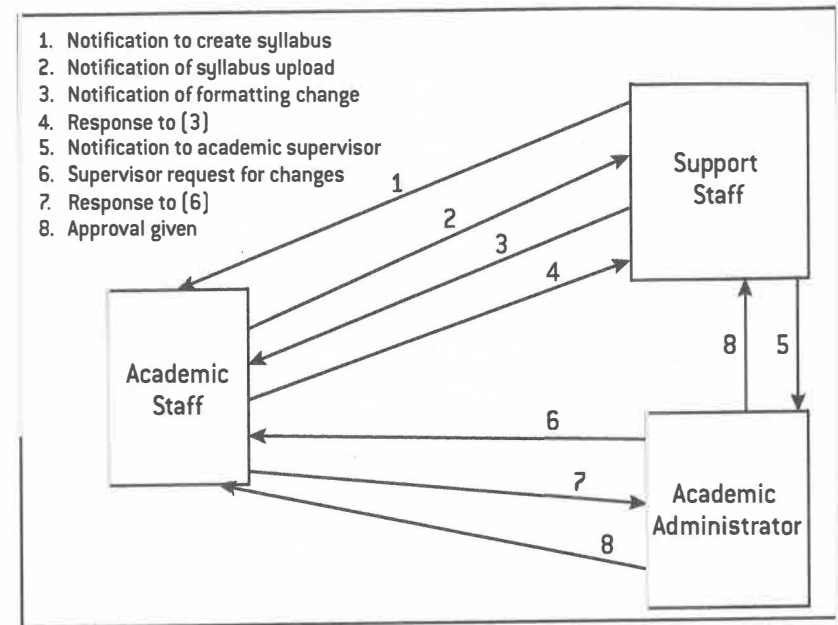 1. Notification to create syllabus
2. Notification of syllabus upload
3. Notification of formatting change
4. Response to (3)
5. Notification to academic supervisor
6. Supervisor request for changes
7. Response to (6)
8. Approval given
Support
Staff
1
2
3
4
Academic
Staff
8
5
6
7
8
Academic
Administrator